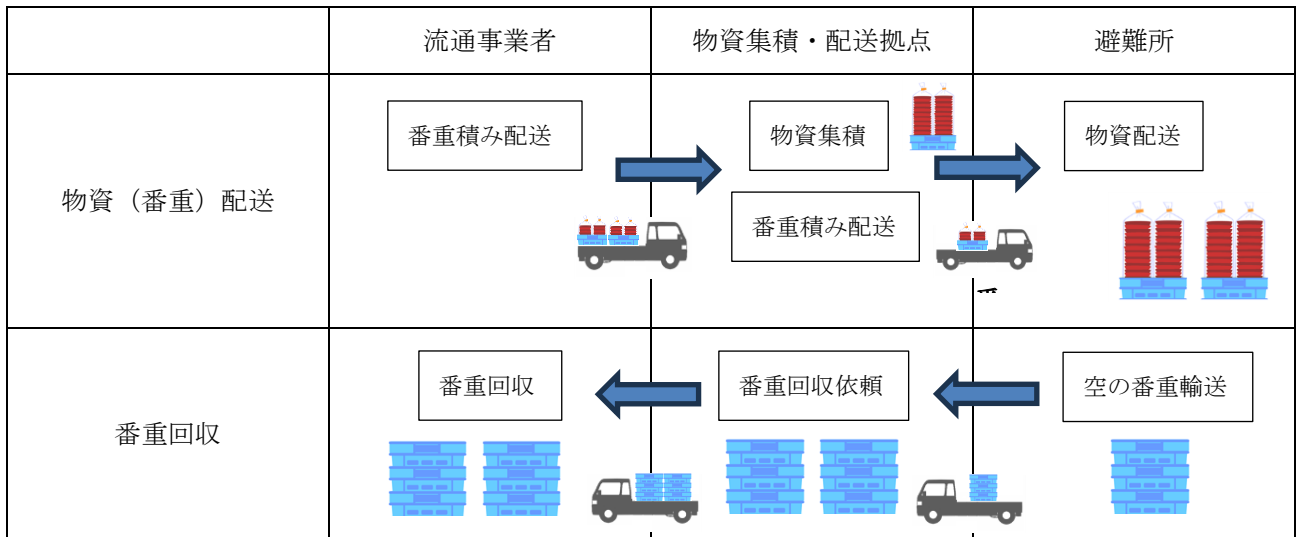 流通事業者
物資集積・配送拠点
避難所
物資（番重）配送
番重積み配送
物資集積
番重積み配送
物資配送
番重回収
番重回収
番重回収依頼
空の番重輸送